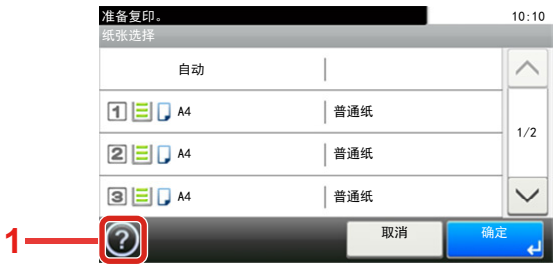 准备复印。 10:10
纸张选择
自动
1 A4 普通纸
1/2
2 A4 普通纸
3 A4 普通纸
1 ? 取消 确定